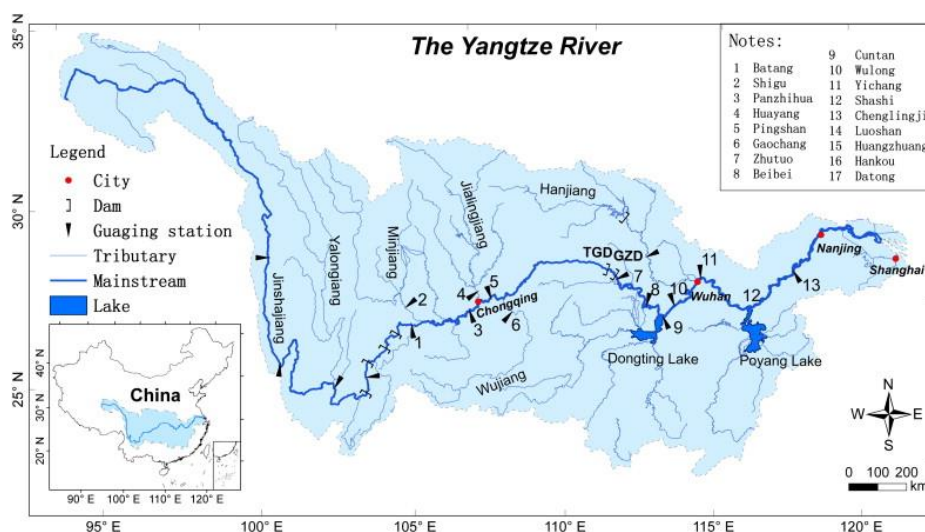 The Yangtze River
Notes:
1 Batang
2 Shigu
3 Panzhihua
4 Huayang
5 Pingshan
6 Gaochang
7 Zhutuo
8 Beibei
9 Cuntan
10 Wulong
11 Yichang
12 Shashi
13 Chenglingji
14 Luoshan
15 Huangzhuang
16 Hankou
17 Datong
35° N
30° N
25° N
Legend
City
Dam
Guaging station
Tributary
Mainstream
Lake
Jinshajiang
Yalongjiang
Minjiang
Jialingjiang
Hanjiang
Wujiang
TGD
GZD
Chongqing
Wuhan
Nanjing
Shanghai
Dongting Lake
Poyang Lake
1
2
3
4
5
6
7
8
9
10
11
12
13
China
40° N
30° N
20° N
90° E
100° E
110° E
120° E
N
W
E
S
0 100 200
km
95° E
100° E
105° E
110° E
115° E
120° E